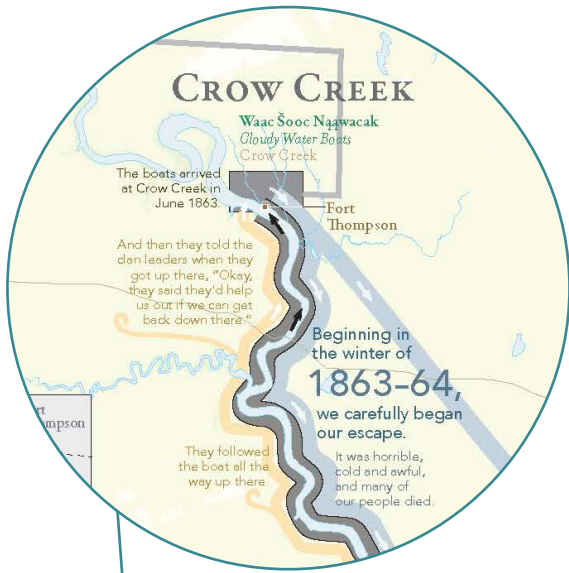 CROW CREEK
Waac Šooc Nąąwacak
Cloudy Water Boats
Crow Creek
The boats arrived
at Crow Creek in
June 1863.
Fort
Thompson
And then they told the
clan leaders when they
got up there, "Okay,
they said they'd help
us out if we can get
back down there."
Beginning in
the winter of
1863–64,
we carefully began
our escape.
It was horrible,
cold and awful,
and many of
our people died.
They followed
the boat all the
way up there